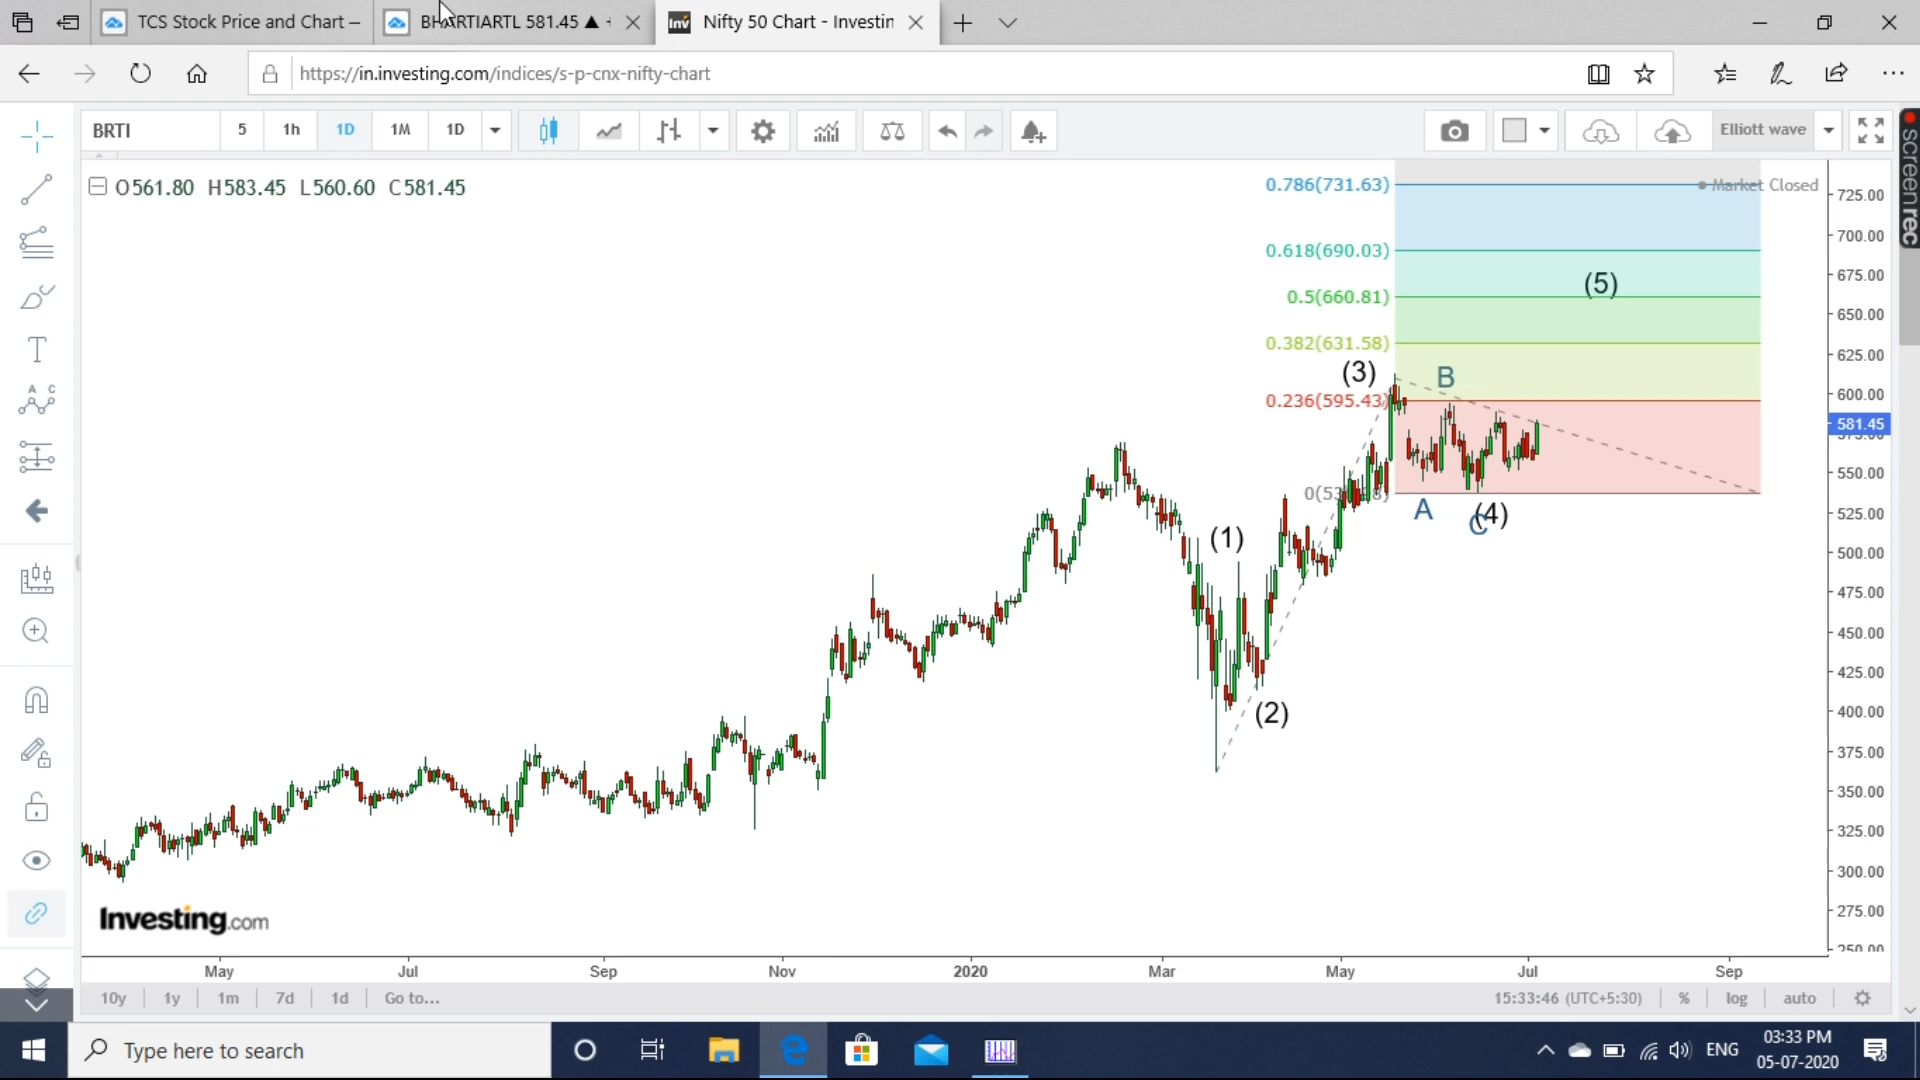 TCS Stock Price and Chart —
BHARTIARTL 581.45 ▲
Inv Nifty 50 Chart - Investin
https://in.investing.com/indices/s-p-cnx-nifty-chart
BRTI 5 1h 1D 1M 1D Elliott wave
O561.80 H583.45 L560.60 C581.45
0.786(731.63)
Market Closed
0.618(690.03)
0.5(660.81)
(5)
0.382(631.58)
(3)
B
0.236(595.43)
A
C
(4)
(1)
(2)
725.00
700.00
675.00
650.00
625.00
600.00
581.45
550.00
525.00
500.00
475.00
450.00
425.00
400.00
375.00
350.00
325.00
300.00
275.00
250.00
Investing.com
May Jul Sep Nov 2020 Mar May Jul Sep
10y 1y 1m 7d 1d Go to... 15:33:46 (UTC+5:30) % log auto
screenrec
A C
T
Type here to search
ENG
03:33 PM
05-07-2020